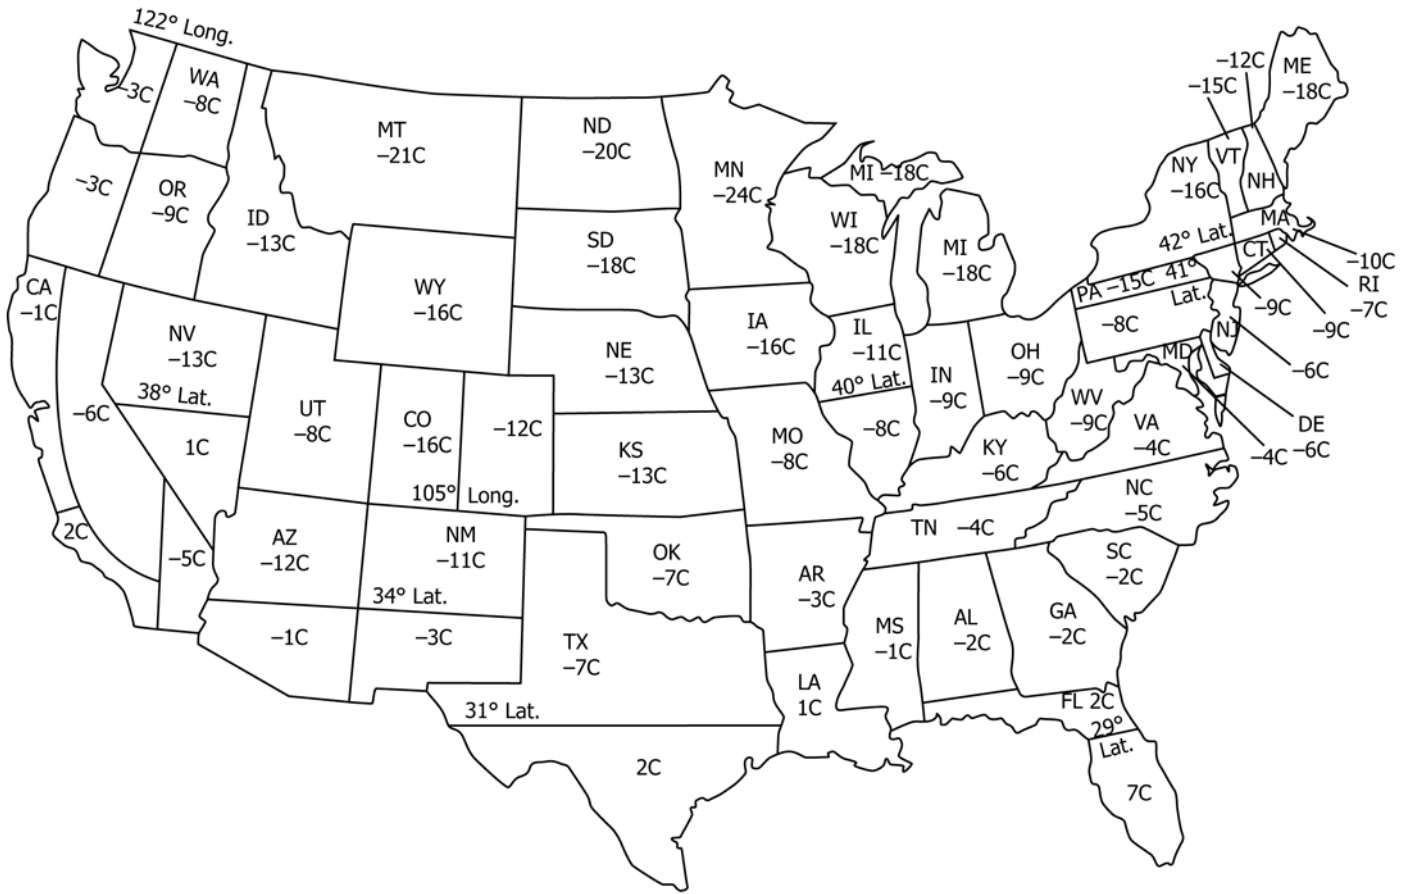 122° Long.
–3C
WA
–8C
–3C
OR
–9C
ID
–13C
MT
–21C
ND
–20C
MN
–24C
MI –18C
WI
–18C
MI
–18C
–12C
–15C
ME
–18C
NY
–16C
VT
NH
MA
42° Lat.
CT
–10C
RI
–7C
–9C
–9C
PA –15C 41°
Lat.
–8C
NJ
–6C
MD
DE
–6C
–4C
CA
–1C
NV
–13C
38° Lat.
–6C
1C
2C
–5C
WY
–16C
SD
–18C
NE
–13C
IA
–16C
IL
–11C
40° Lat.
–8C
IN
–9C
OH
–9C
WV
–9C
VA
–4C
UT
–8C
CO
–16C
–12C
105° Long.
KS
–13C
MO
–8C
KY
–6C
NC
–5C
TN –4C
SC
–2C
AZ
–12C
–1C
NM
–11C
34° Lat.
–3C
OK
–7C
AR
–3C
TX
–7C
31° Lat.
2C
LA
1C
MS
–1C
AL
–2C
GA
–2C
FL 2C
29°
Lat.
7C